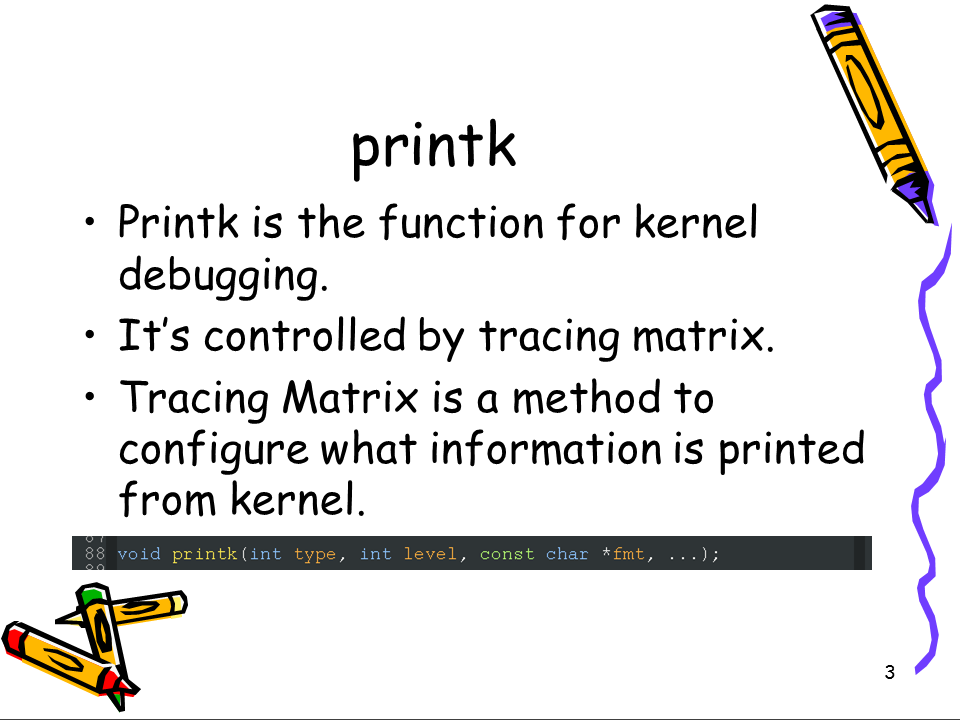 printk
• Printk is the function for kernel
debugging.
• It’s controlled by tracing matrix.
• Tracing Matrix is a method to
configure what information is printed
from kernel.
88 void printk(int type, int level, const char *fmt, ...);
3